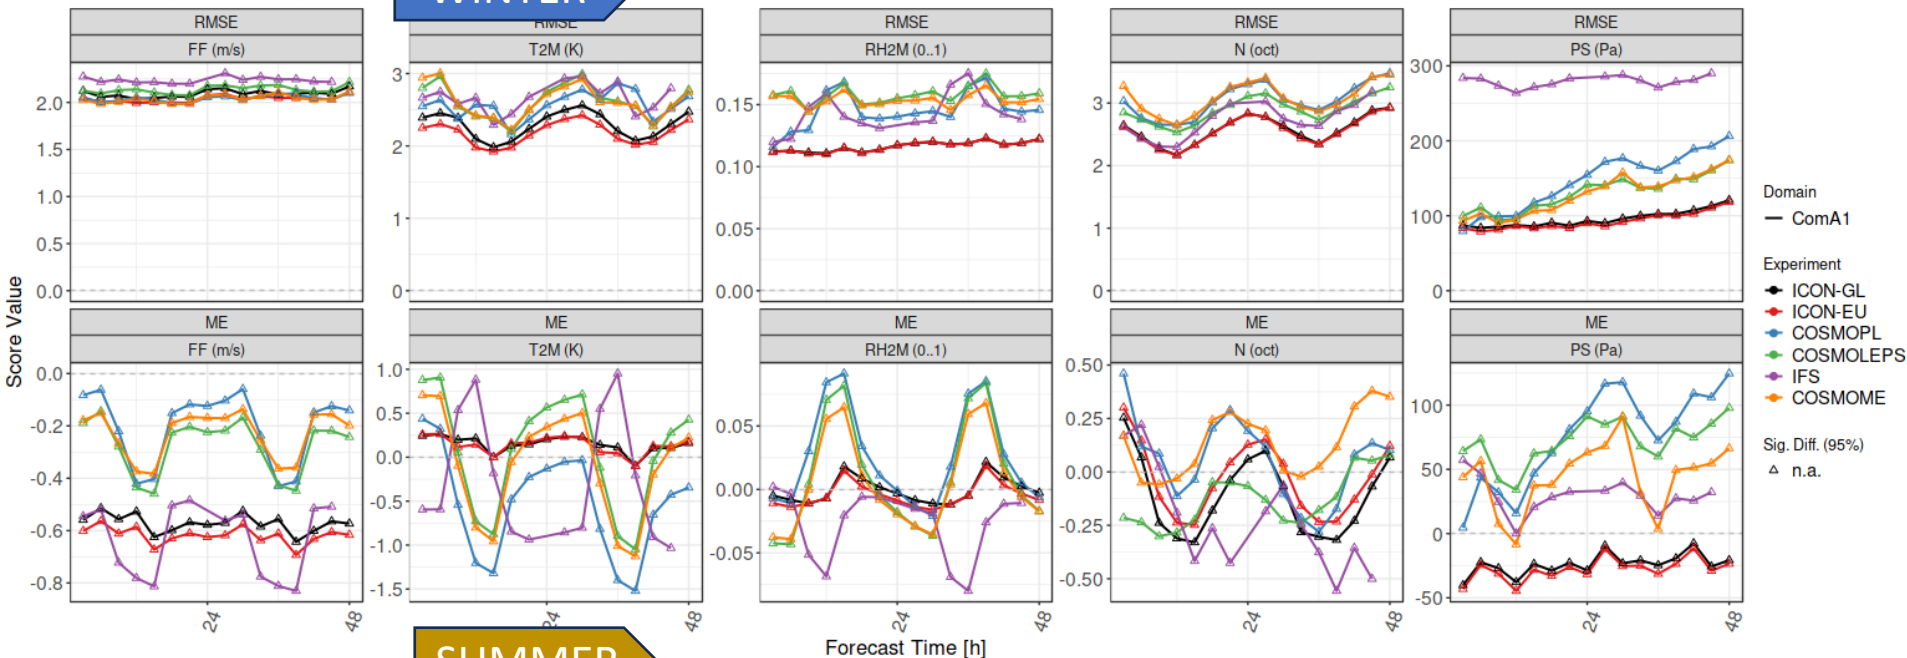 WINTER
RMSE RMSE RMSE RMSE RMSE
FF (m/s) T2M (K) RH2M (0..1) N (oct) PS (Pa)
2.0 3 0.15 3 300
1.5 2 0.10 2 200
1.0 1 0.05 1 100
0.5
0.0 0 0.00 0 0
Score Value
ME ME ME ME ME
FF (m/s) T2M (K) RH2M (0..1) N (oct) PS (Pa)
0.0 1.0 0.05 0.50 100
-0.2 0.5 0.00 0.25 50
-0.4 0.0 -0.05 0.00 0
-0.6 -0.5 -0.25 -50
-0.8 -1.0 -0.50
-1.5
24 48 24 48 24 48 24 48 24 48
Forecast Time [h]
SUMMER
Domain
ComA1
Experiment
ICON-GL
ICON-EU
COSMOPL
COSMOLEPS
IFS
COSMOME
Sig. Diff. (95%)
n.a.